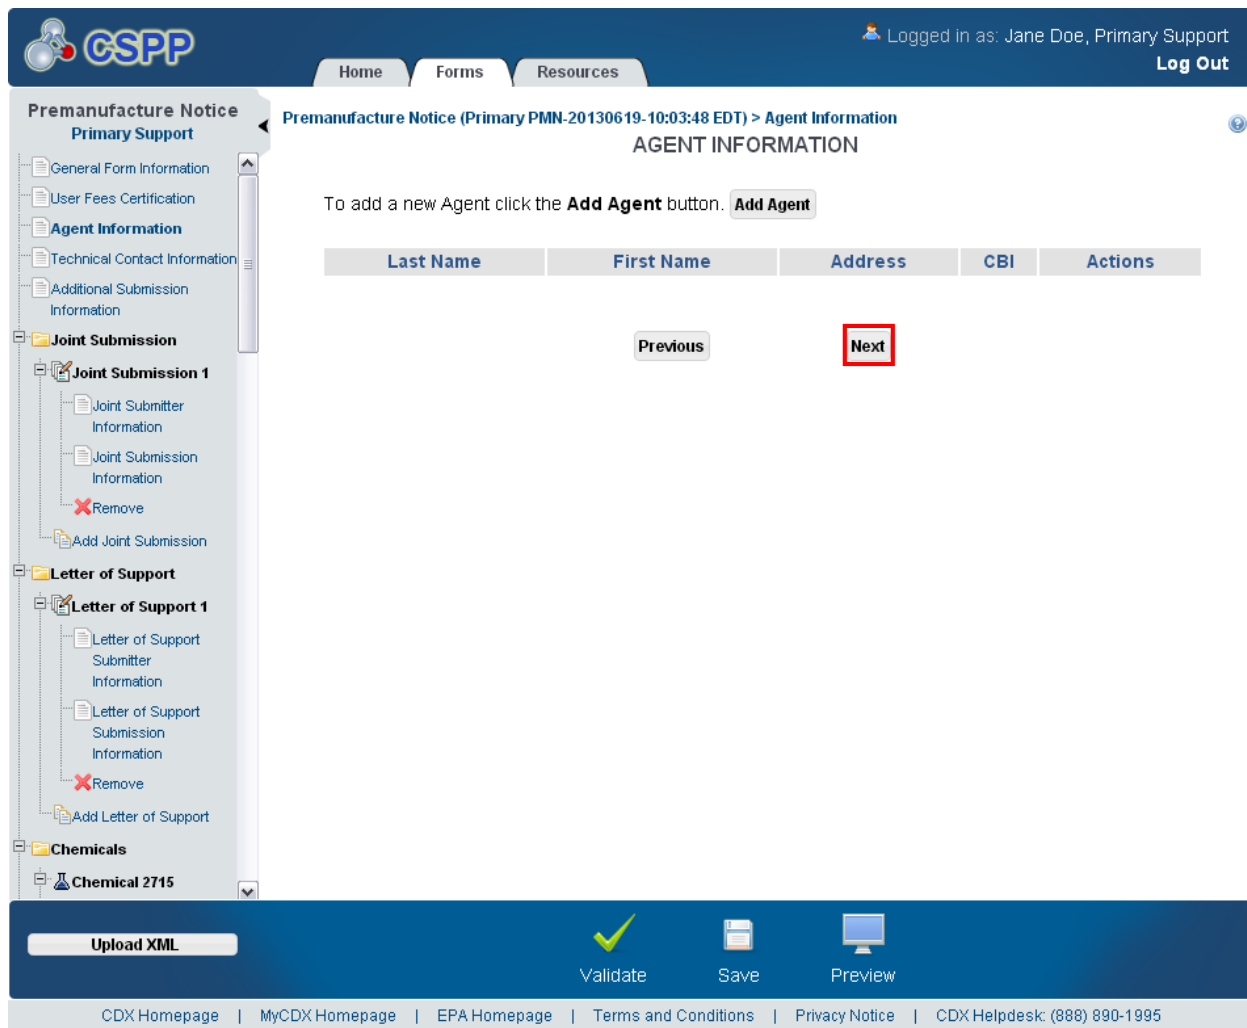 CSPP
Logged in as: Jane Doe, Primary Support
Log Out
Home Forms Resources
Premanufacture Notice
Primary Support
General Form Information
User Fees Certification
Agent Information
Technical Contact Information
Additional Submission
Information
Joint Submission
Joint Submission 1
Joint Submitter
Information
Joint Submission
Information
Remove
Add Joint Submission
Letter of Support
Letter of Support 1
Letter of Support
Submitter
Information
Letter of Support
Submission
Information
Remove
Add Letter of Support
Chemicals
Chemical 2715
Premanufacture Notice (Primary PMN-20130619-10:03:48 EDT) > Agent Information
AGENT INFORMATION
To add a new Agent click the Add Agent button. Add Agent
Last Name First Name Address CBI Actions
Previous Next
Upload XML
Validate Save Preview
CDX Homepage | MyCDX Homepage | EPA Homepage | Terms and Conditions | Privacy Notice | CDX Helpdesk: (888) 890-1995